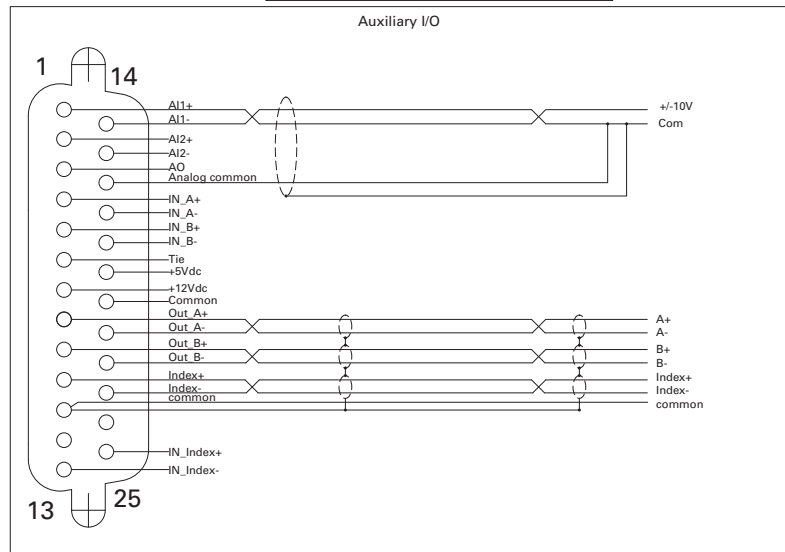 Auxiliary I/O
1
14
AI1+
AI1-
AI2+
AI2-
AO
Analog common
IN_A+
IN_A-
IN_B+
IN_B-
Tie
+5Vdc
+12Vdc
Common
Out_A+
Out_A-
Out_B+
Out_B-
Index+
Index-
common
IN_Index+
IN_Index-
13
25
+/-10V
Com
A+
A-
B+
B-
Index+
Index-
common